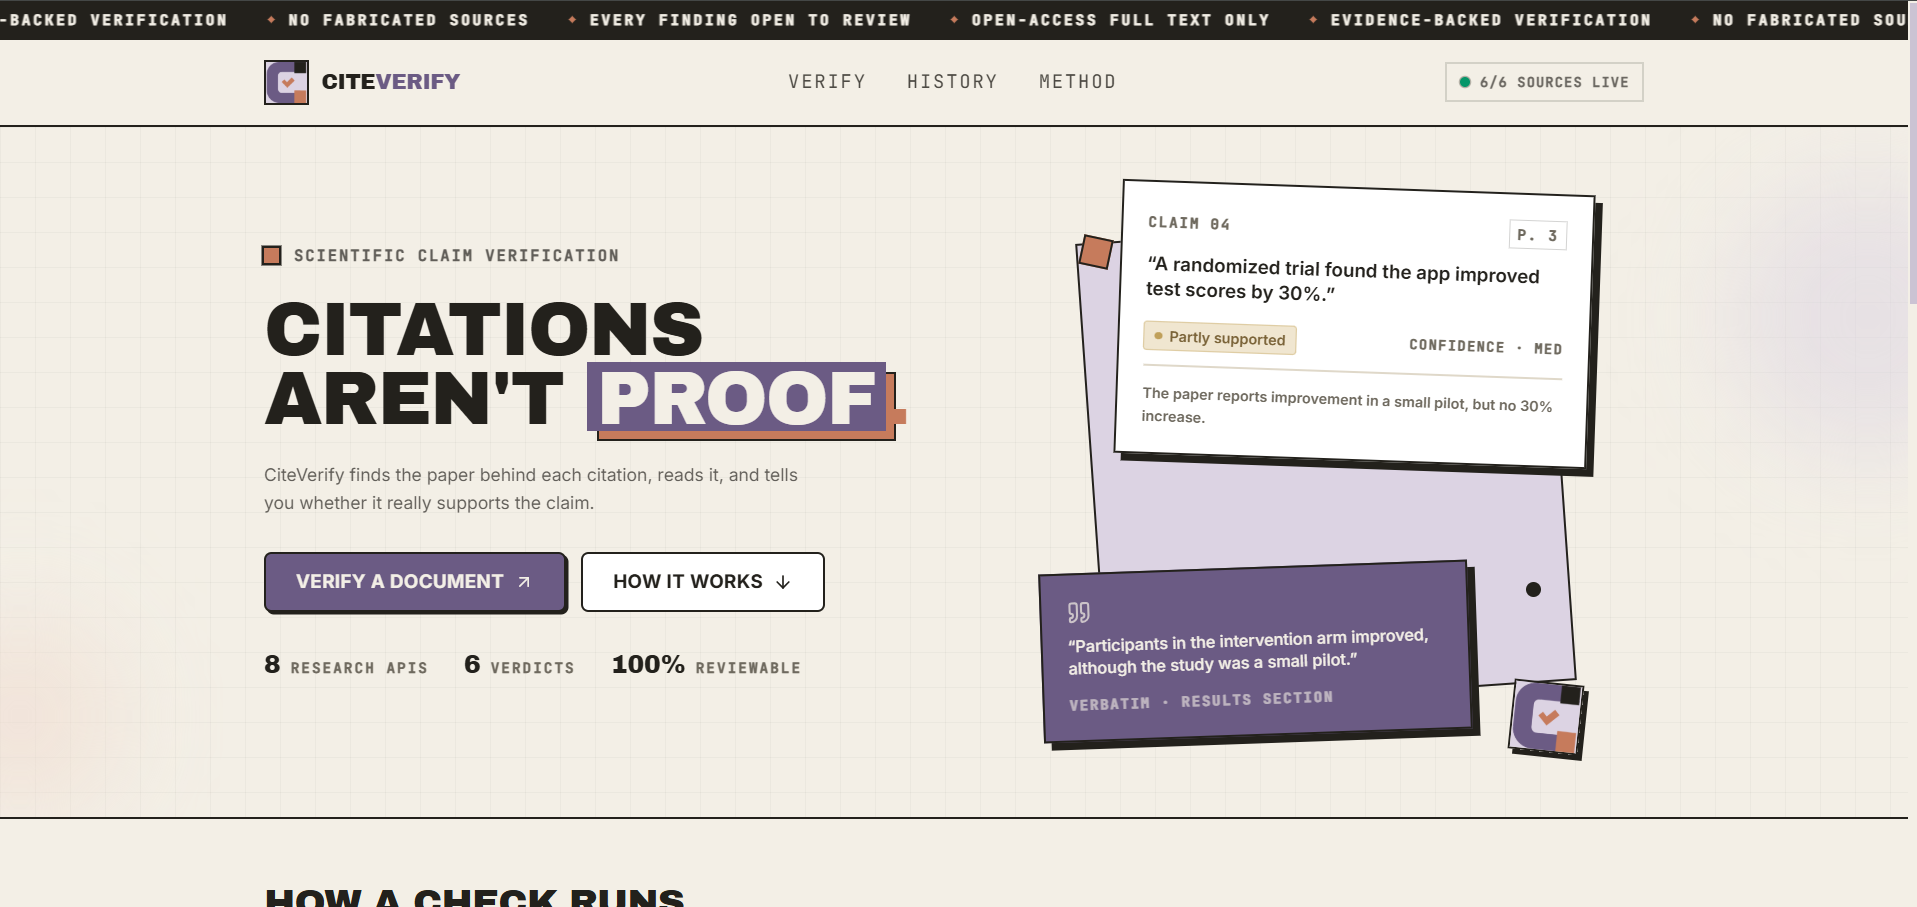 -BACKED VERIFICATION ◆ NO FABRICATED SOURCES ◆ EVERY FINDING OPEN TO REVIEW ◆ OPEN-ACCESS FULL TEXT ONLY ◆ EVIDENCE-BACKED VERIFICATION ◆ NO FABRICATED SOU
CITEVERIFY
VERIFY HISTORY METHOD
6/6 SOURCES LIVE
SCIENTIFIC CLAIM VERIFICATION
CITATIONS
AREN'T PROOF.
CiteVerify finds the paper behind each citation, reads it, and tells
you whether it really supports the claim.
VERIFY A DOCUMENT ↗ HOW IT WORKS ↓
8 RESEARCH APIS 6 VERDICTS 100% REVIEWABLE
CLAIM 04
P. 3
“A randomized trial found the app improved
test scores by 30%.”
Partly supported
CONFIDENCE · MED
The paper reports improvement in a small pilot, but no 30%
increase.
“Participants in the intervention arm improved,
although the study was a small pilot.”
VERBATIM · RESULTS SECTION
HOW A CHECK RUNS